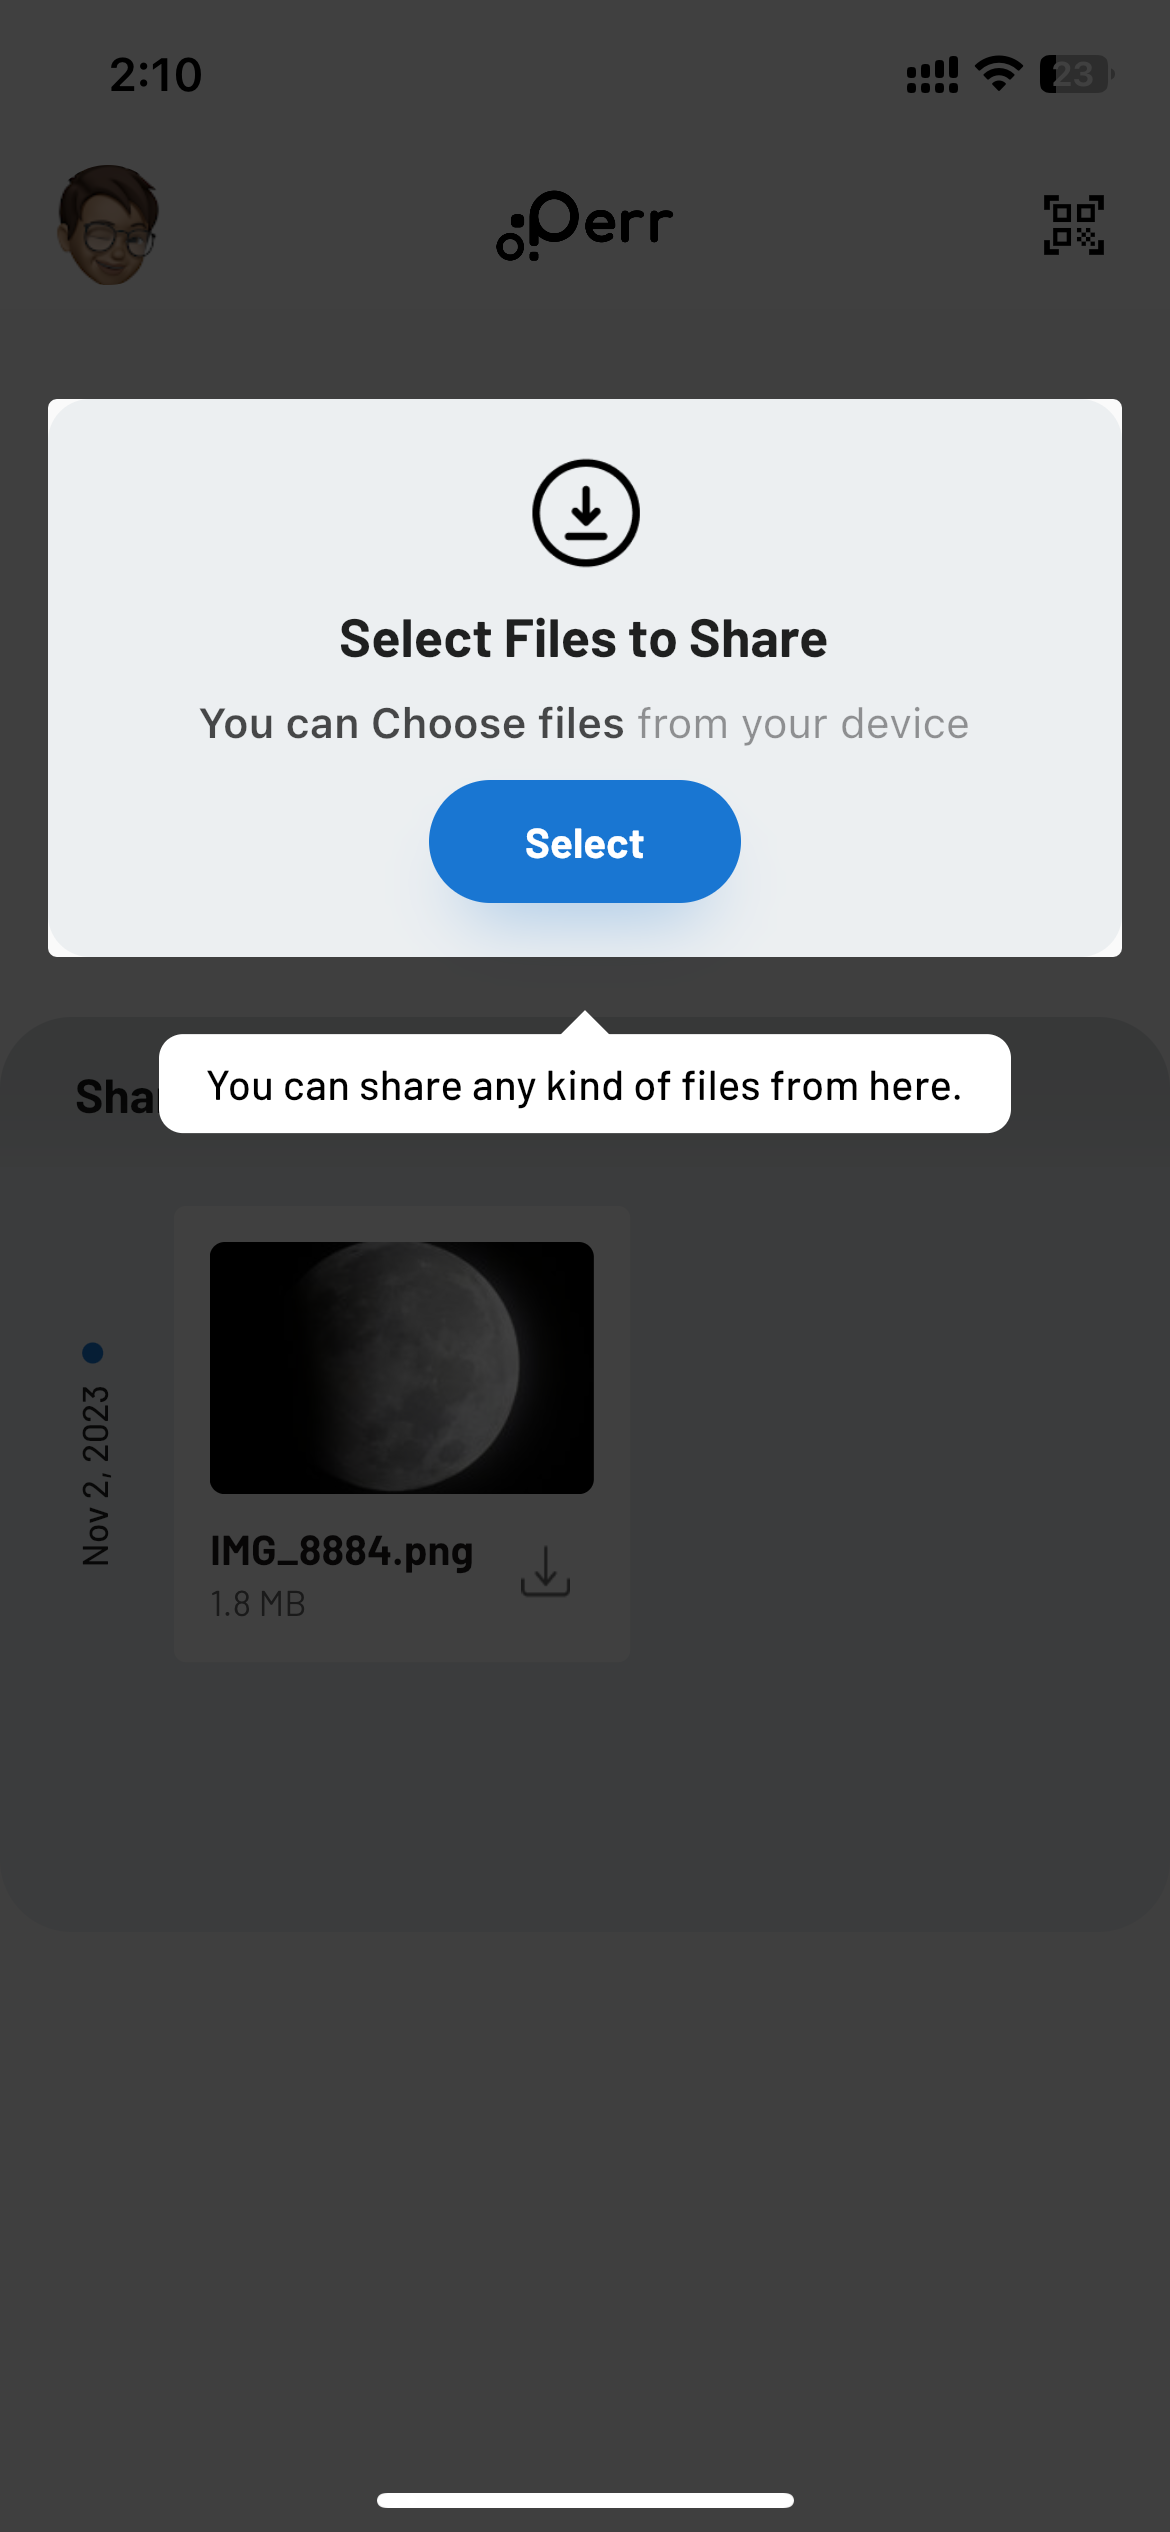 2:10
23
Perr
Select Files to Share
You can Choose files from your device
Select
You can share any kind of files from here.
Nov 2, 2023
IMG_8884.png
1.8 MB